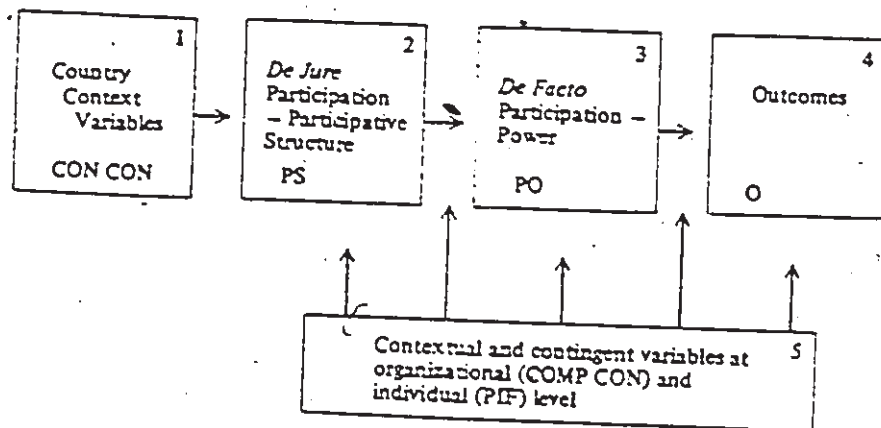 1
Country
Context
Variables
CON CON
2
De Jure
Participation
– Participative
Structure
PS
3
De Facto
Participation –
Power
PO
4
Outcomes
O
5
Contextual and contingent variables at
organizational (COMP CON) and
individual (PIF) level